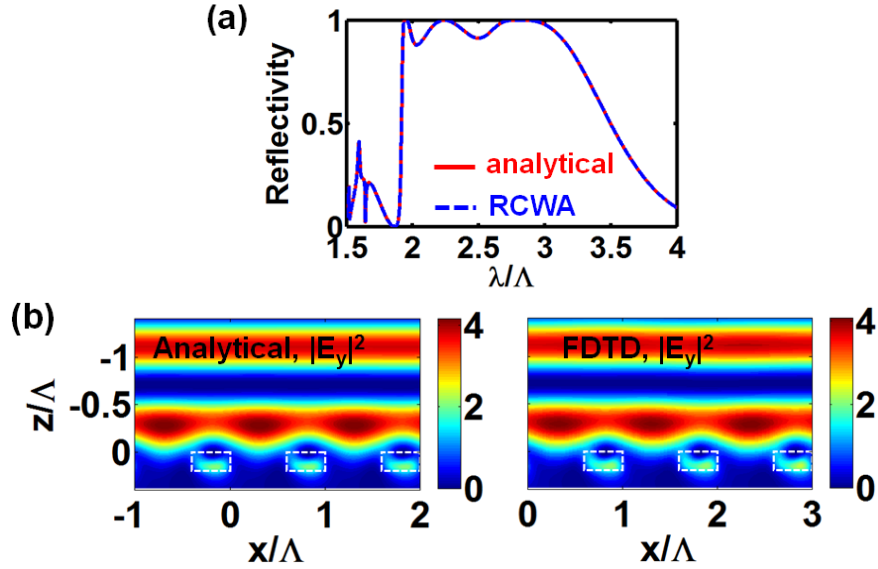 (a)
Reflectivity
1
0.5
0
analytical
RCWA
1.5 2 2.5 3 3.5 4
λ/Λ
(b)
z/Λ
-1
-0.5
0
Analytical, |E_y|^2
4
2
0
-1 0 1 2
x/Λ
FDTD, |E_y|^2
4
2
0
0 1 2 3
x/Λ